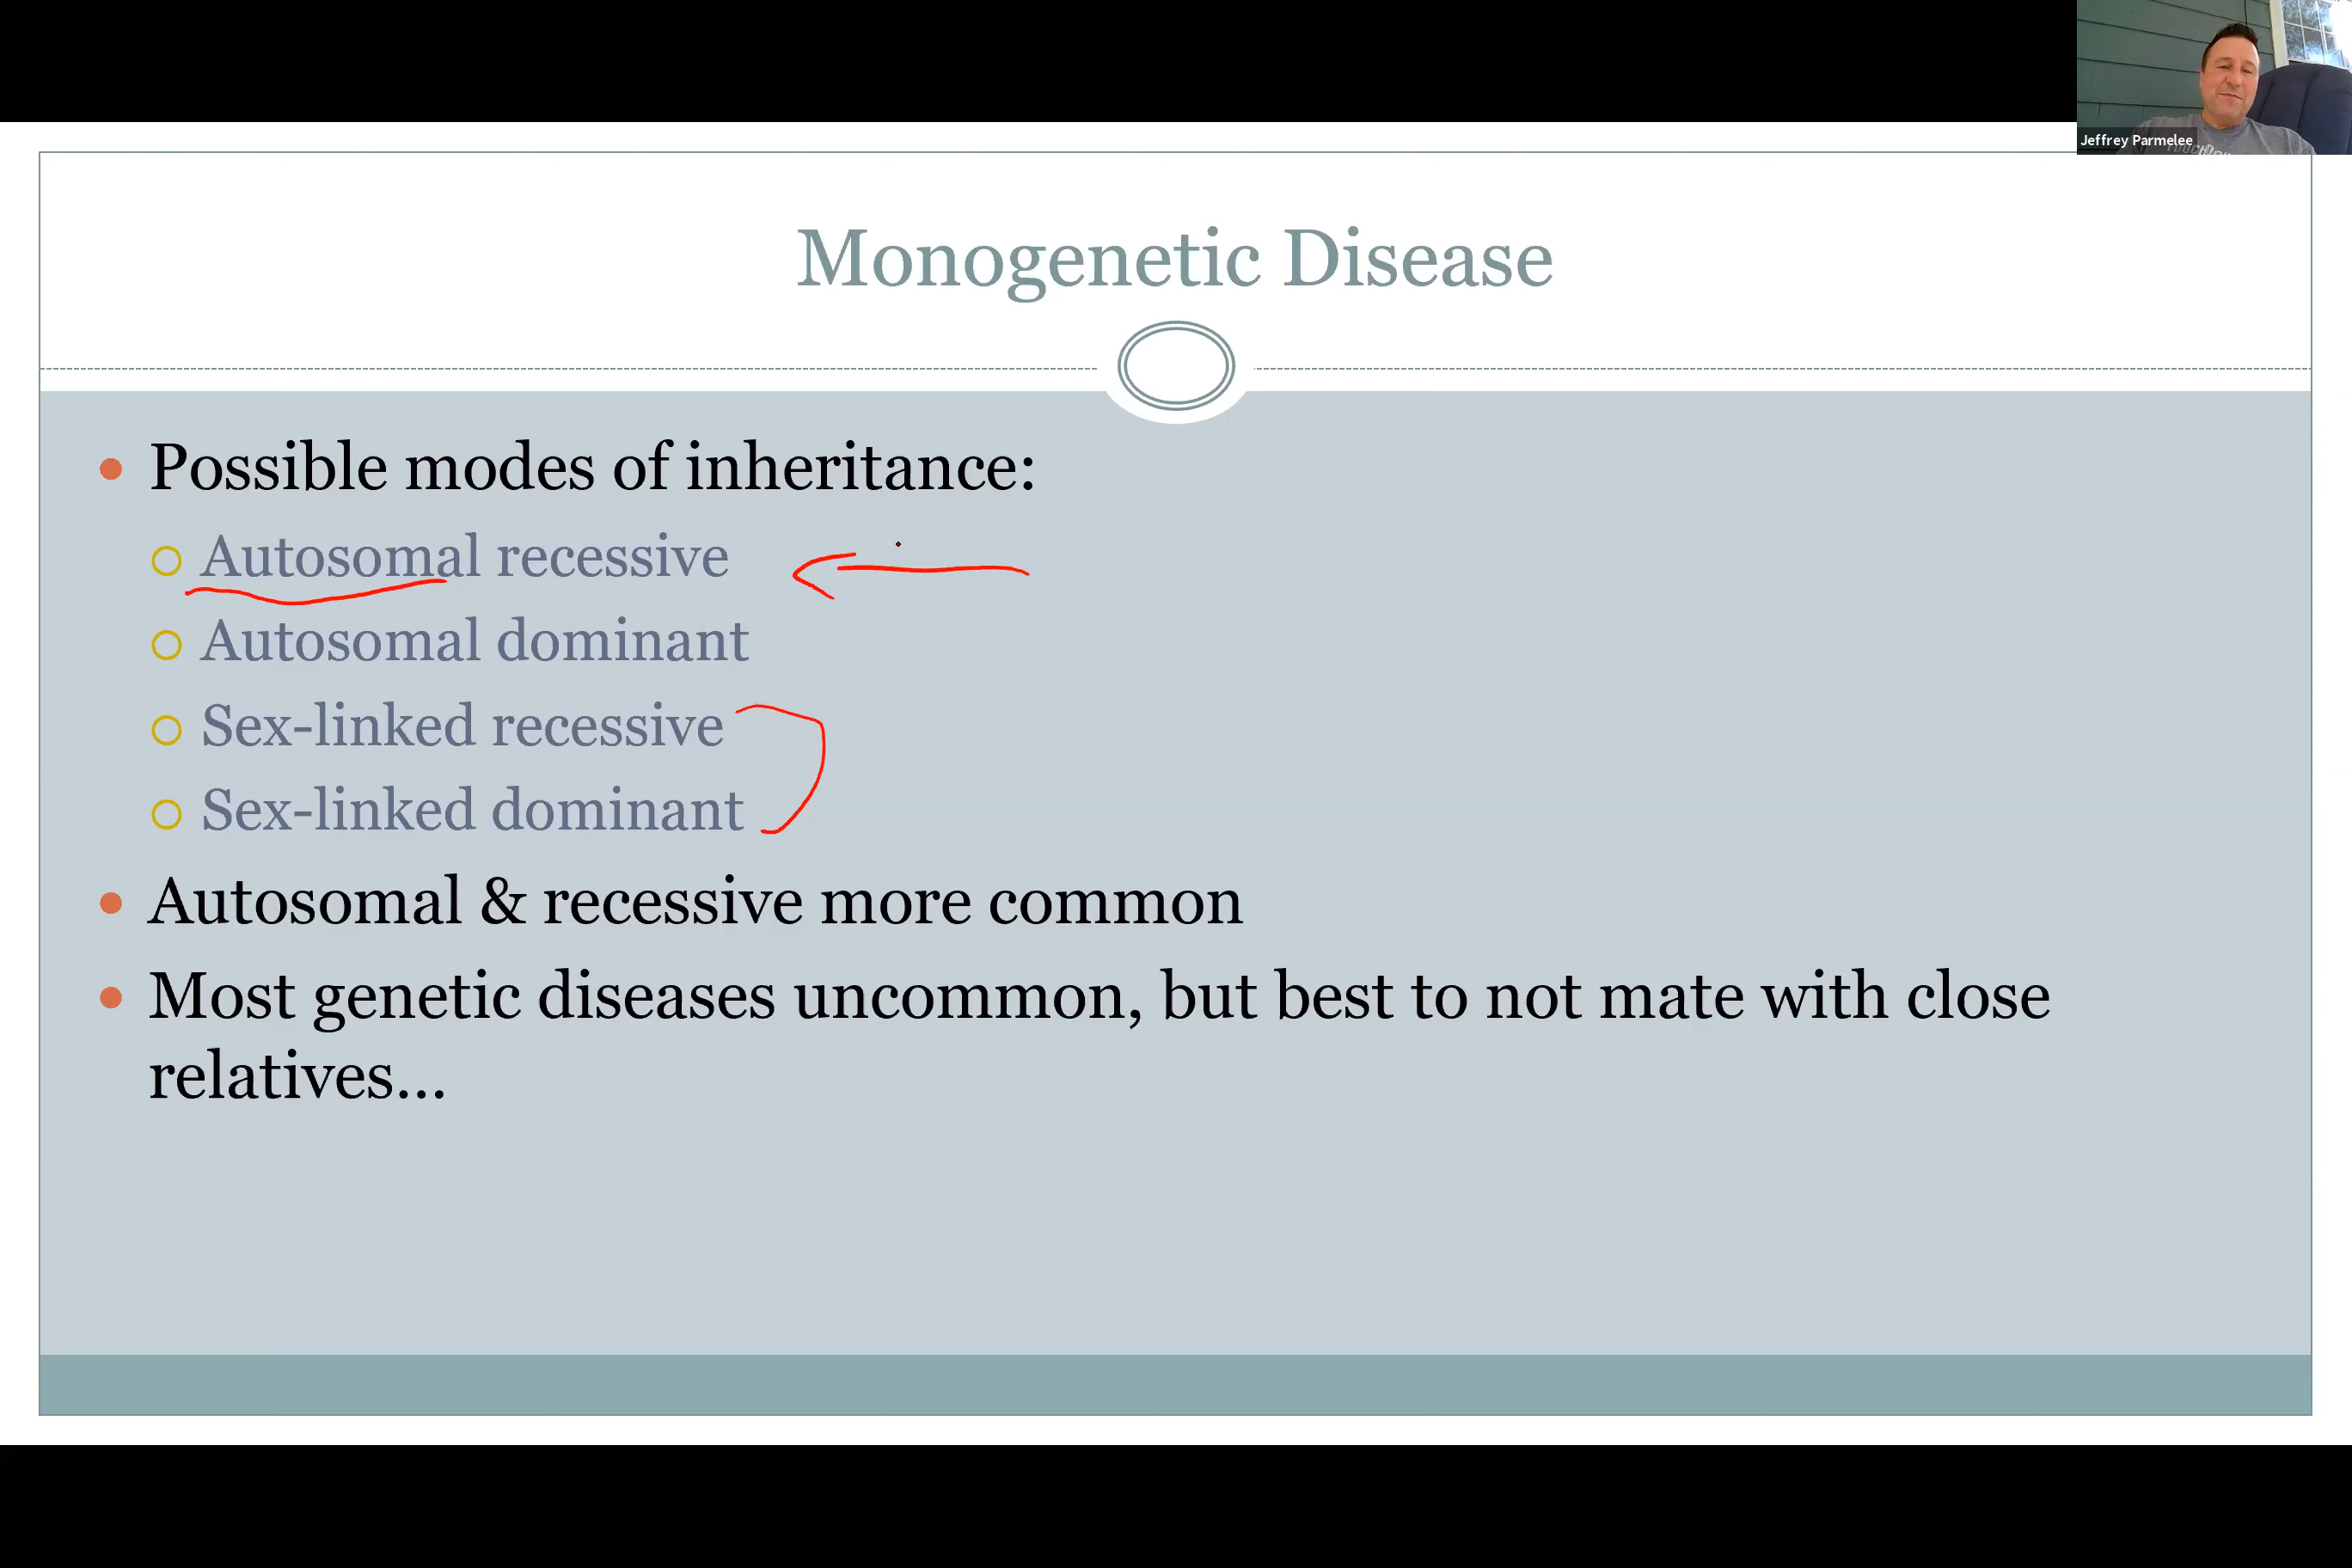 Jeffrey Parmelee
Monogenetic Disease
Possible modes of inheritance:
Autosomal recessive
Autosomal dominant
Sex-linked recessive
Sex-linked dominant
Autosomal & recessive more common
Most genetic diseases uncommon, but best to not mate with close
relatives...